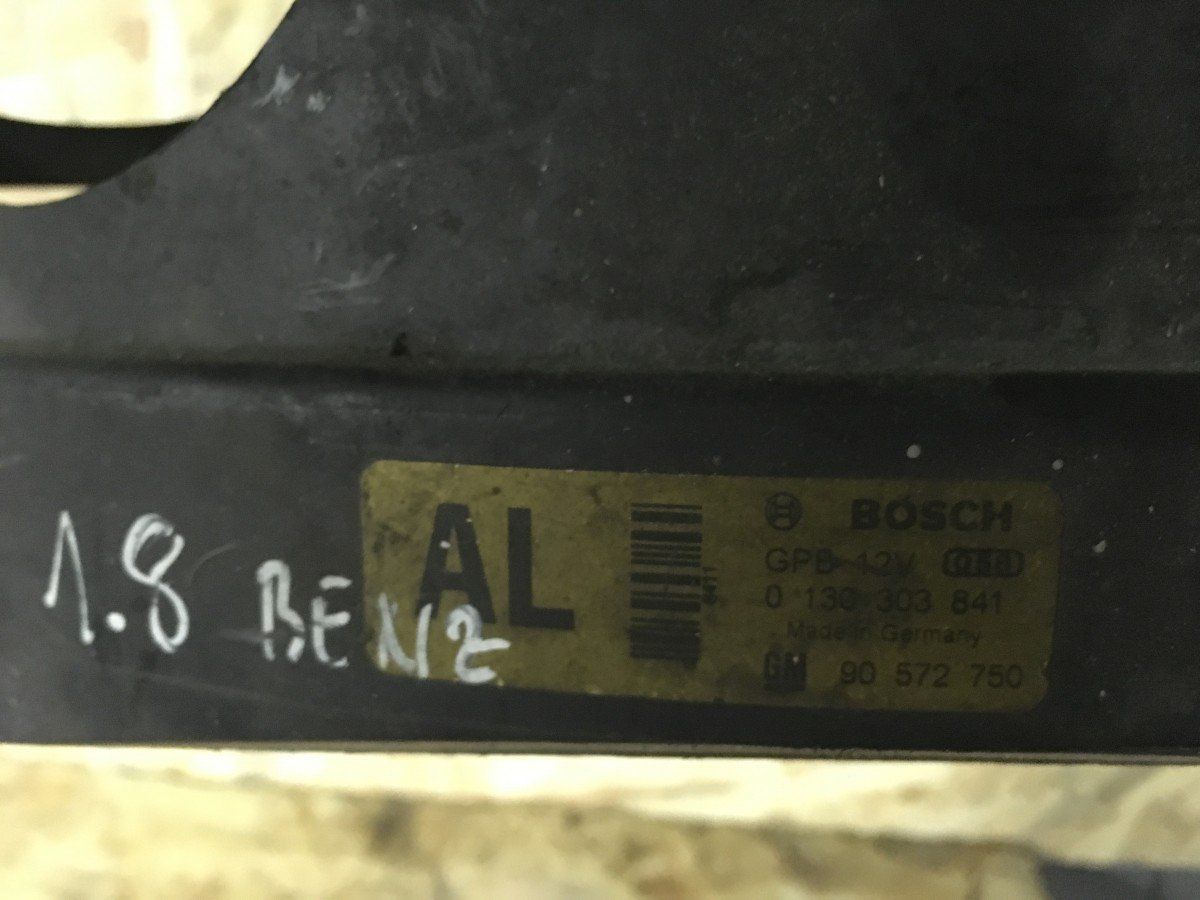 1.8 BENZ
AL
BOSCH
GPB 12V
0 130 303 841
Made in Germany
GM 90 572 750